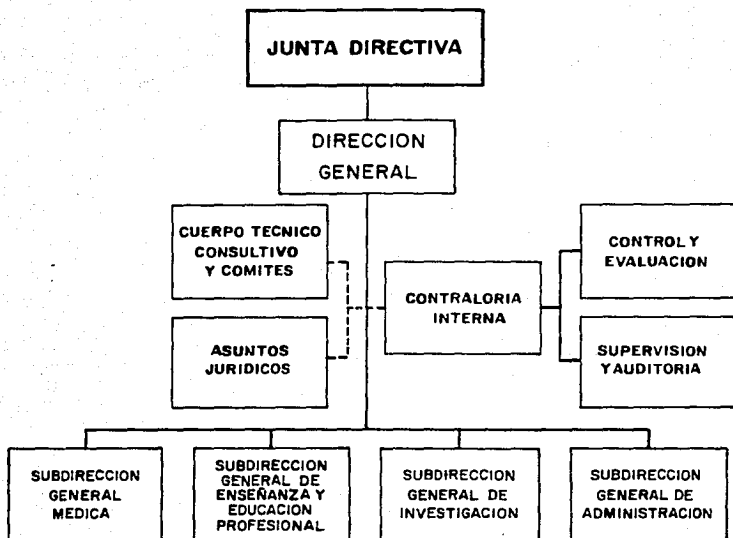 JUNTA DIRECTIVA
DIRECCION
GENERAL
CUERPO TECNICO
CONSULTIVO
Y COMITES
CONTROL Y
EVALUACION
CONTRALORIA
INTERNA
ASUNTOS
JURIDICOS
SUPERVISION
Y AUDITORIA
SUBDIRECCION
GENERAL
MEDICA
SUBDIRECCION
GENERAL DE
ENSEÑANZA Y
EDUCACION
PROFESIONAL
SUBDIRECCION
GENERAL DE
INVESTIGACION
SUBDIRECCION
GENERAL DE
ADMINISTRACION